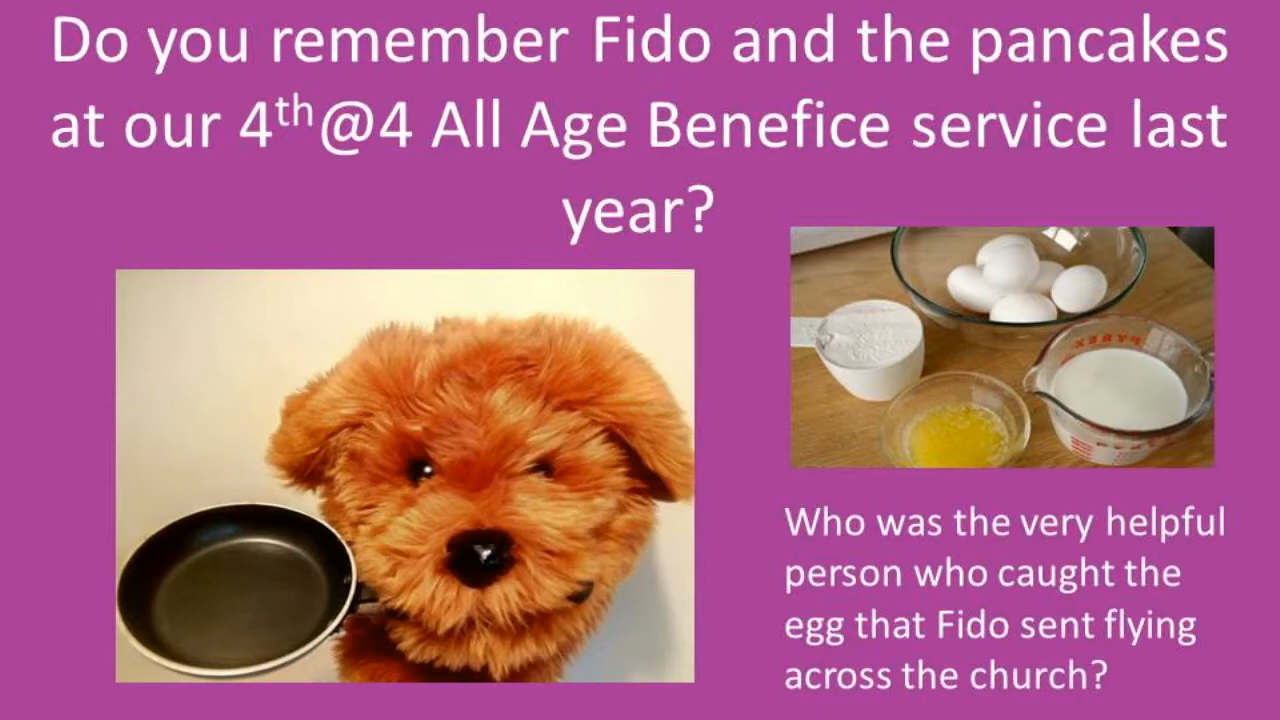 Do you remember Fido and the pancakes
at our 4th@4 All Age Benefice service last
year?
Who was the very helpful
person who caught the
egg that Fido sent flying
across the church?